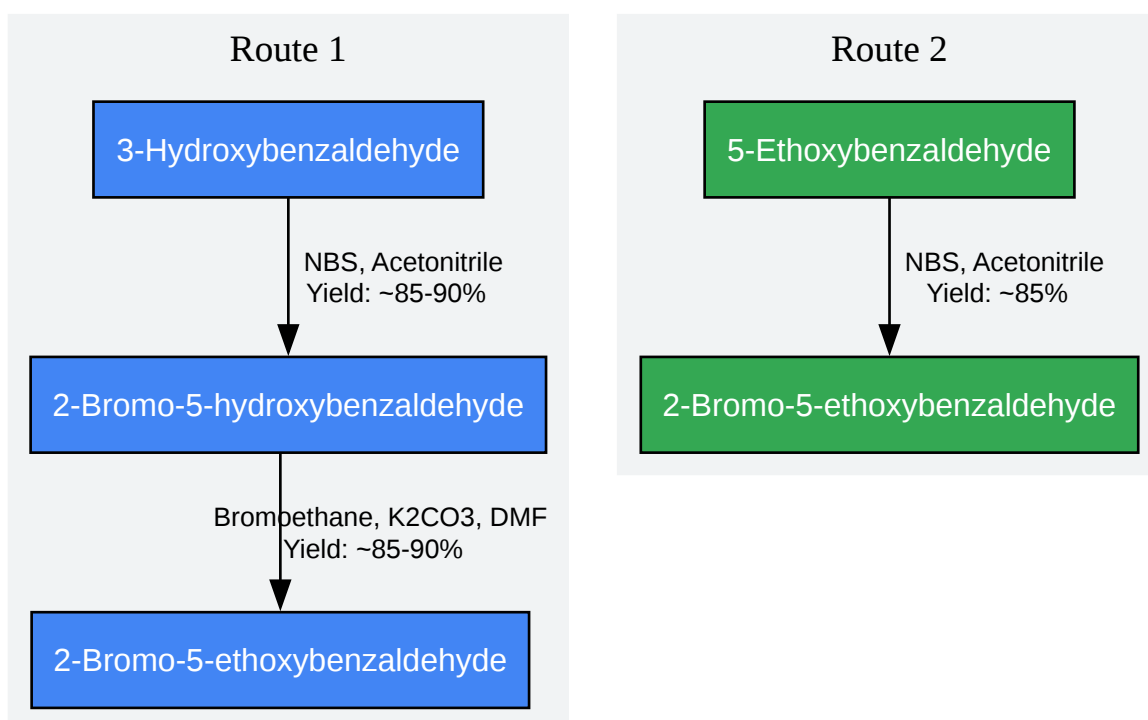 Route 1
3-Hydroxybenzaldehyde
NBS, Acetonitrile
Yield: ~85-90%
2-Bromo-5-hydroxybenzaldehyde
Bromoethane, K2CO3, DMF
Yield: ~85-90%
2-Bromo-5-ethoxybenzaldehyde
Route 2
5-Ethoxybenzaldehyde
NBS, Acetonitrile
Yield: ~85%
2-Bromo-5-ethoxybenzaldehyde